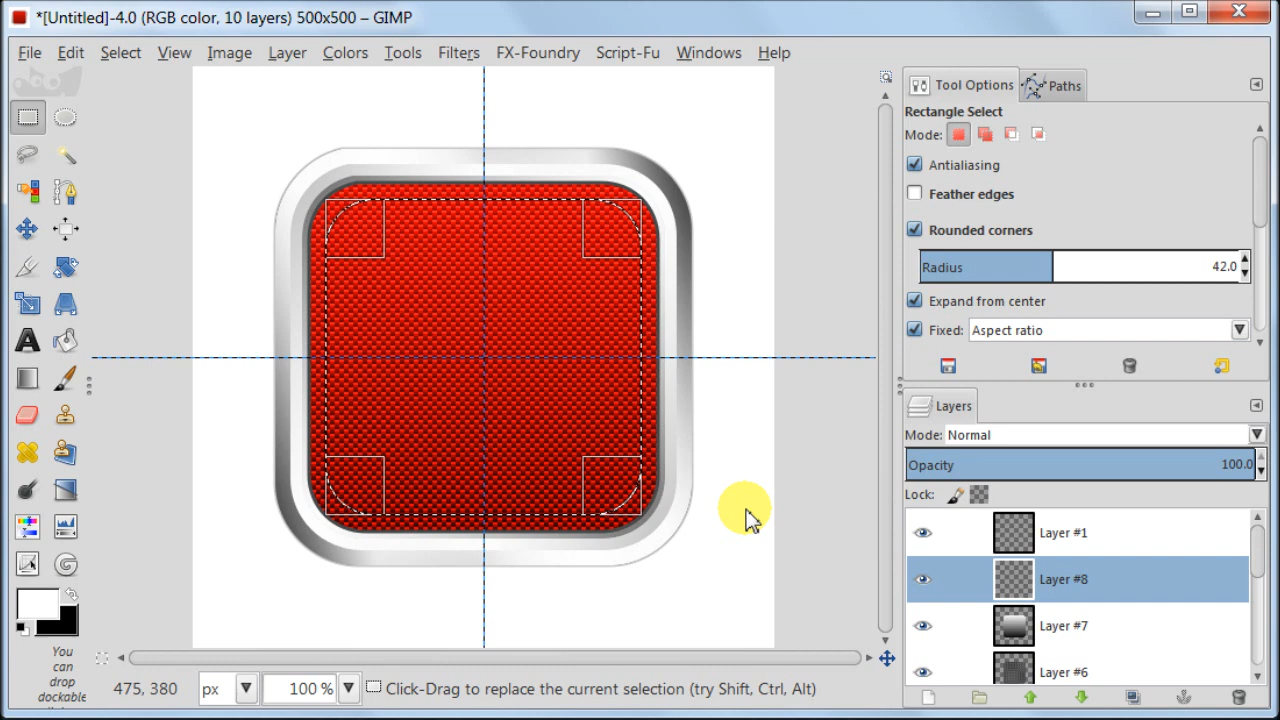 *[Untitled]-4.0 (RGB color, 10 layers) 500x500 – GIMP
File Edit Select View Image Layer Colors Tools Filters FX-Foundry Script-Fu Windows Help
Tool Options Paths
Rectangle Select
Mode:
Antialiasing
Feather edges
Rounded corners
Radius 42.0
Expand from center
Fixed: Aspect ratio
Layers
Mode: Normal
Opacity 100.0
Lock:
Layer #1
Layer #8
Layer #7
Layer #6
You
can
drop
dockable
475, 380 px 100 % Click-Drag to replace the current selection (try Shift, Ctrl, Alt)